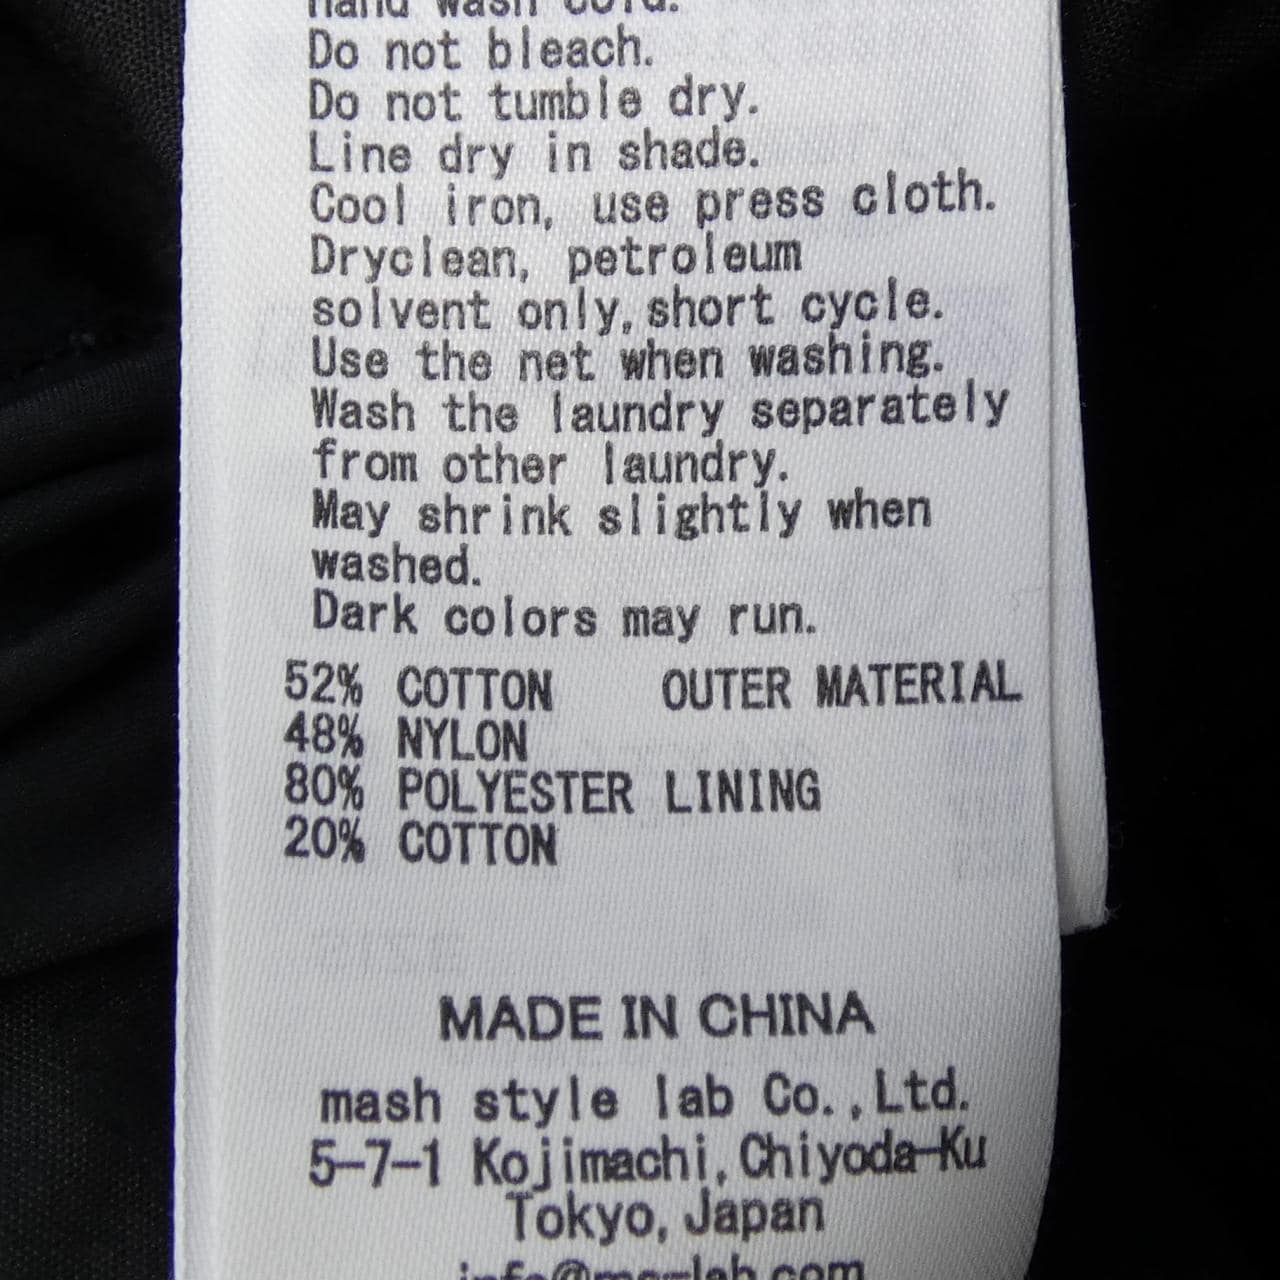 Hand wash cold.
Do not bleach.
Do not tumble dry.
Line dry in shade.
Cool iron, use press cloth.
Dryclean, petroleum
solvent only, short cycle.
Use the net when washing.
Wash the laundry separately
from other laundry.
May shrink slightly when
washed.
Dark colors may run.
52% COTTON OUTER MATERIAL
48% NYLON
80% POLYESTER LINING
20% COTTON
MADE IN CHINA
mash style lab Co., Ltd.
5-7-1 Kojimachi, Chiyoda-Ku
Tokyo, Japan